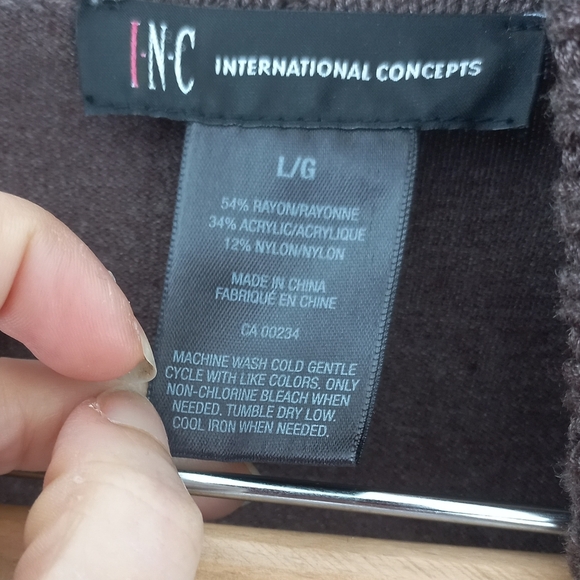 I·N·C INTERNATIONAL CONCEPTS
L/G
54% RAYON/RAYONNE
34% ACRYLIC/ACRYLIQUE
12% NYLON/NYLON
MADE IN CHINA
FABRIQUÉ EN CHINE
CA 00234
MACHINE WASH COLD GENTLE
CYCLE WITH LIKE COLORS. ONLY
NON-CHLORINE BLEACH WHEN
NEEDED. TUMBLE DRY LOW.
COOL IRON WHEN NEEDED.